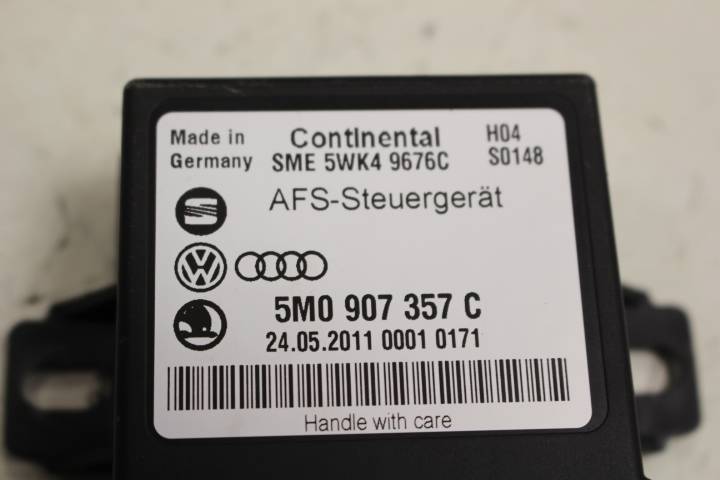 Made in Germany
Continental
SME 5WK4 9676C
H04
S0148
AFS-Steuergerät
5M0 907 357 C
24.05.2011 0001 0171
Handle with care